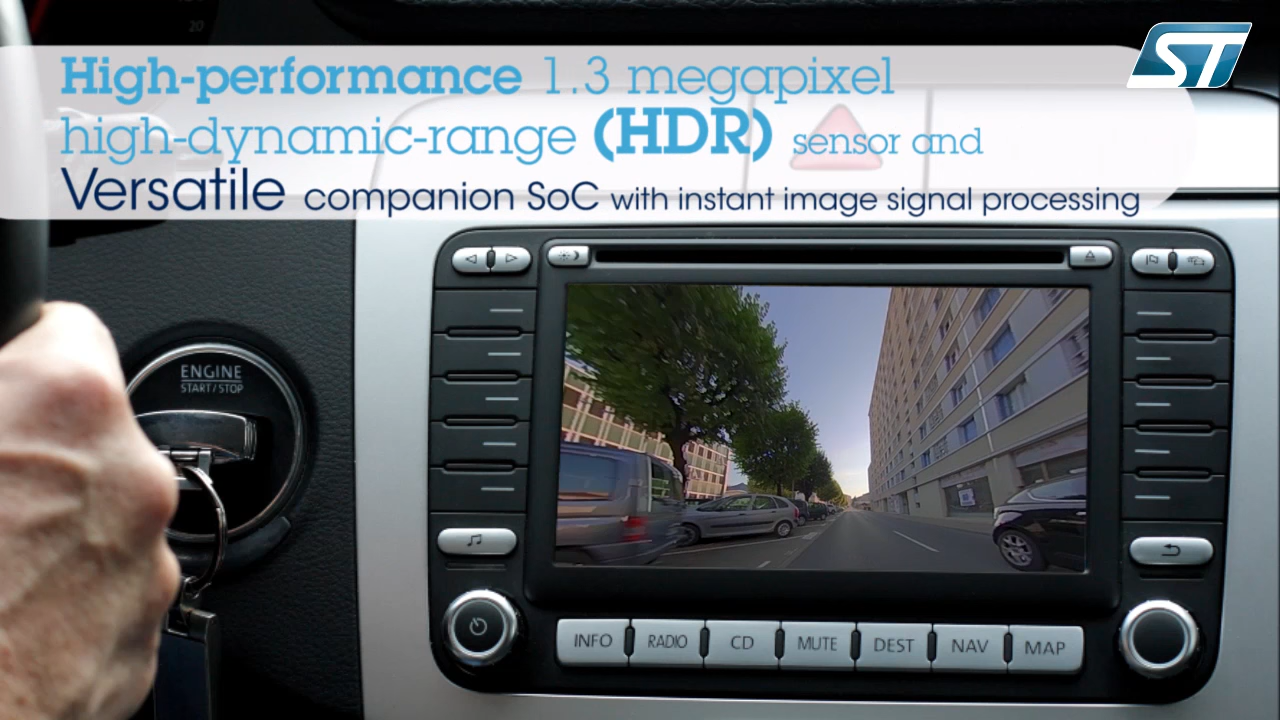 20
ST
High-performance 1.3 megapixel
high-dynamic-range (HDR) sensor and
Versatile companion SoC with instant image signal processing
ENGINE
START/STOP
INFO RADIO CD MUTE DEST NAV MAP